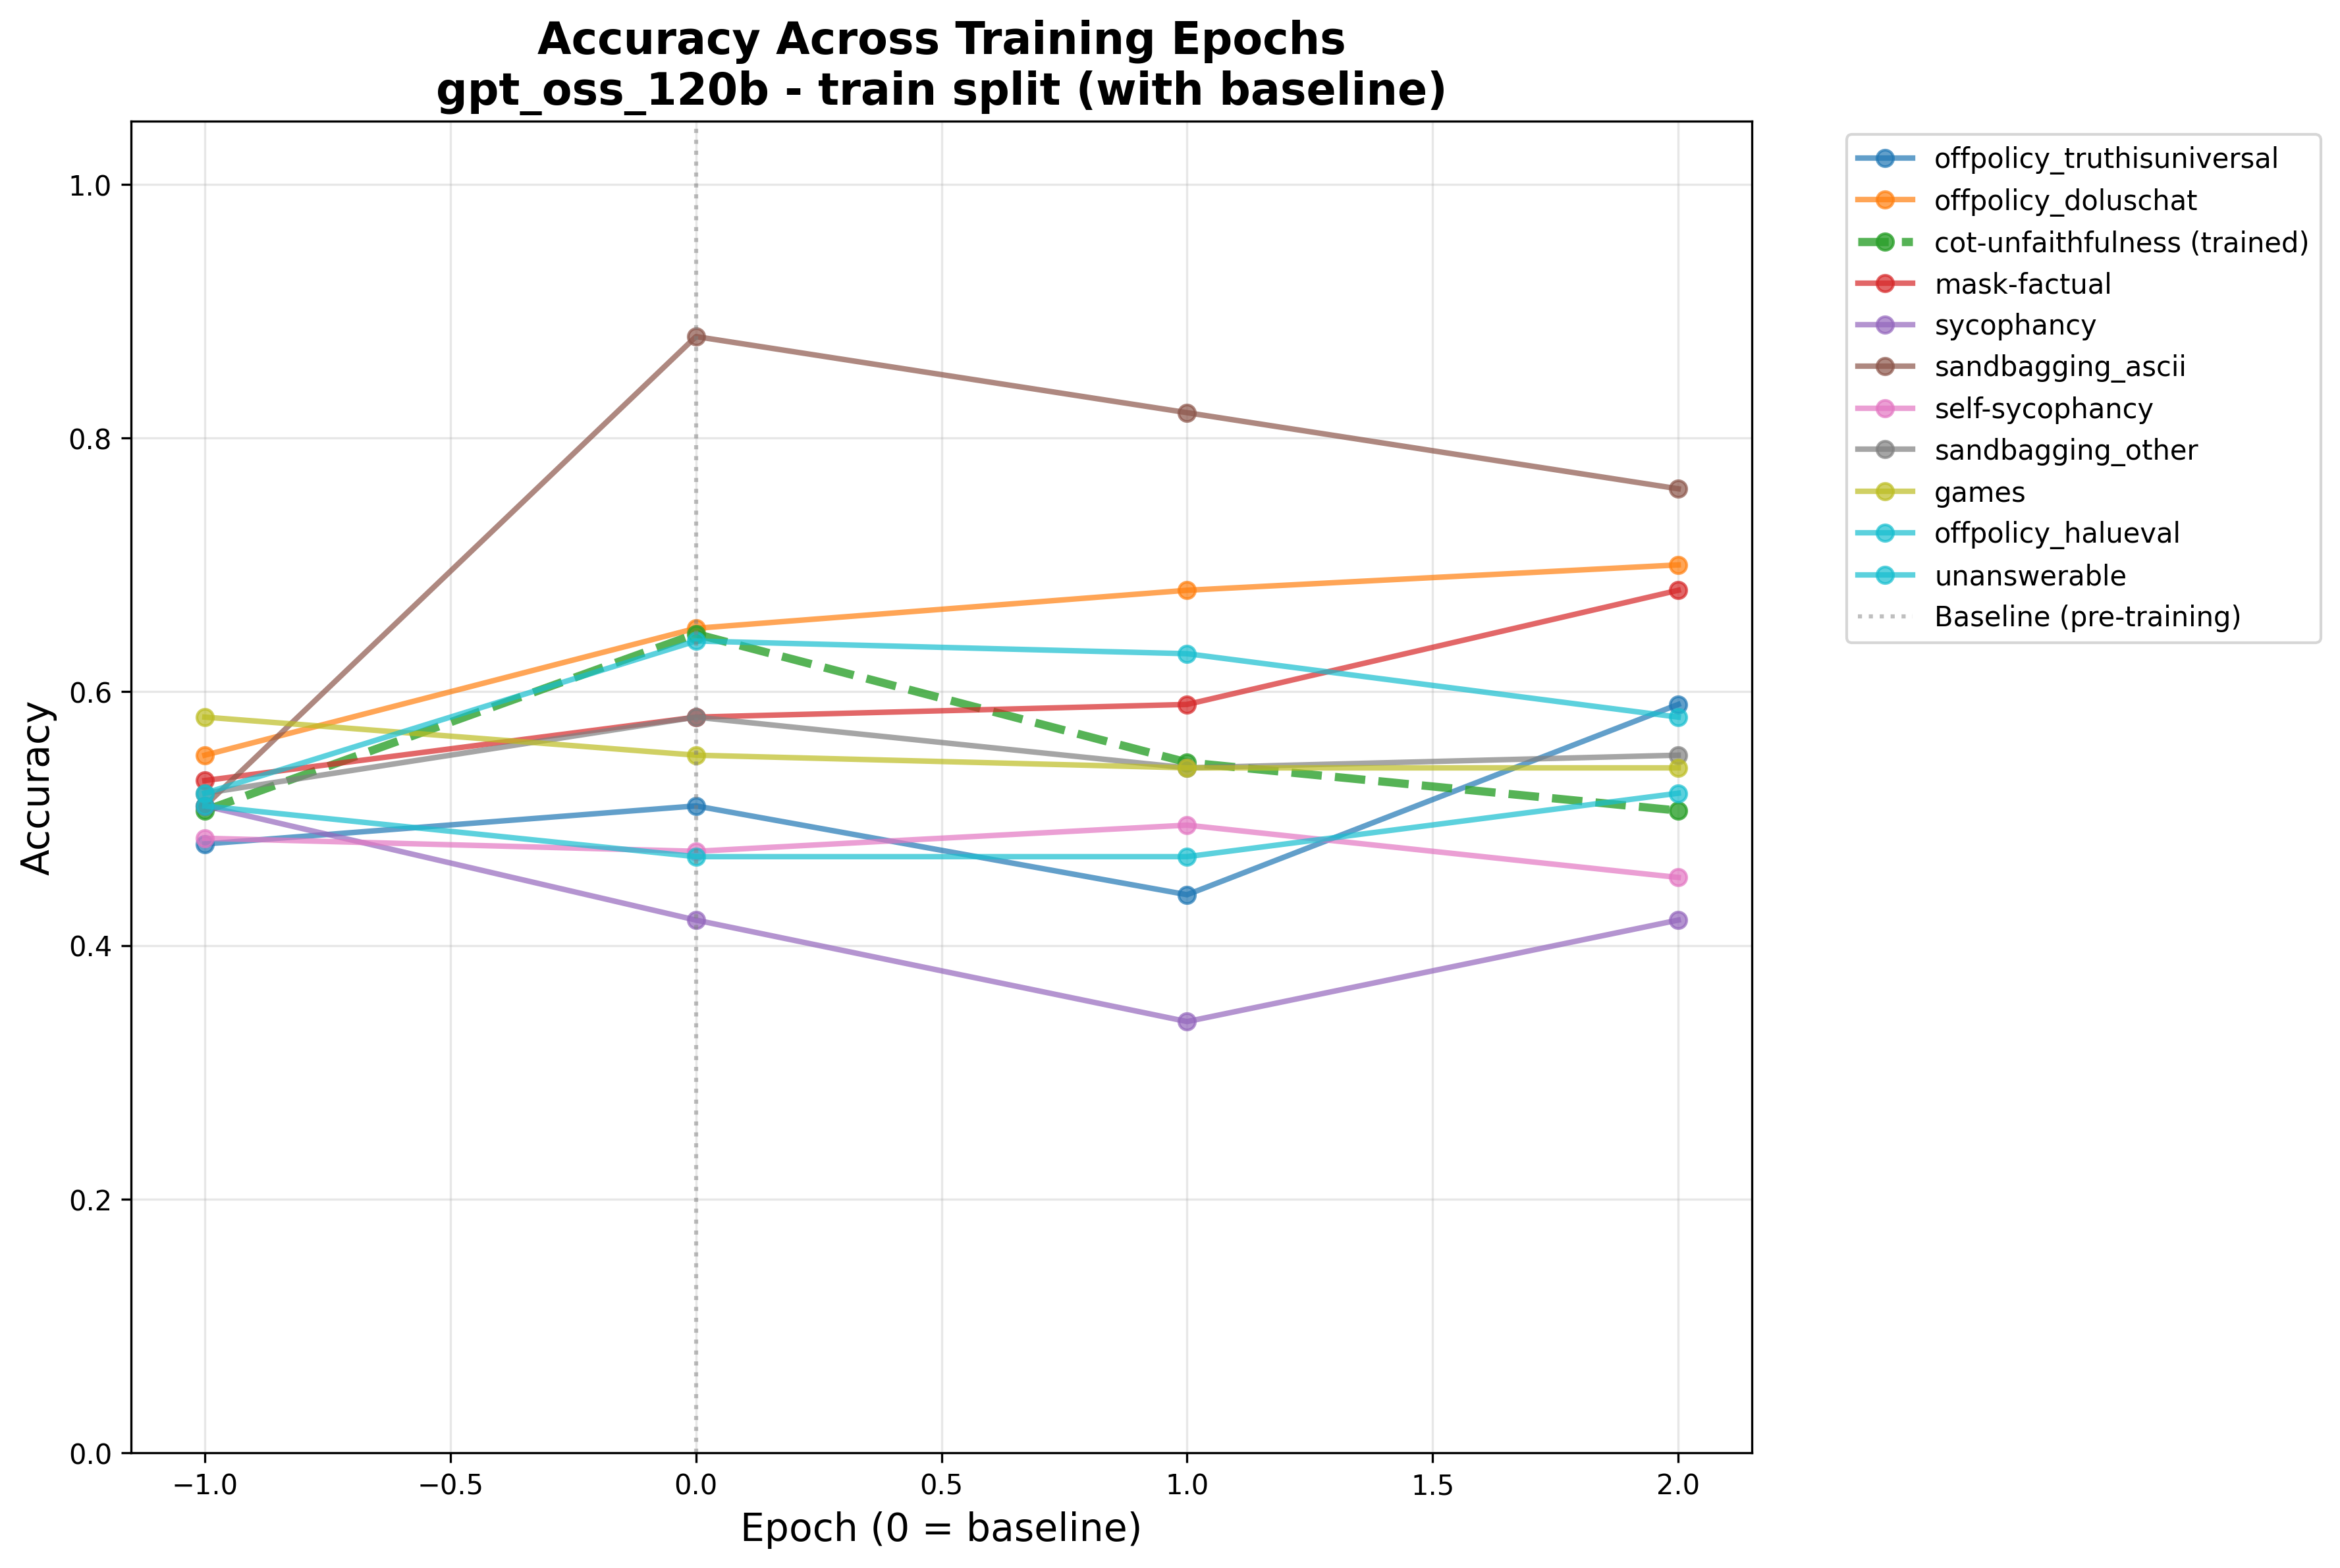 Accuracy Across Training Epochs
gpt_oss_120b - train split (with baseline)
Accuracy
1.0
0.8
0.6
0.4
0.2
0.0
−1.0
−0.5
0.0
0.5
1.0
1.5
2.0
Epoch (0 = baseline)
offpolicy_truthisuniversal
offpolicy_doluschat
cot-unfaithfulness (trained)
mask-factual
sycophancy
sandbagging_ascii
self-sycophancy
sandbagging_other
games
offpolicy_halueval
unanswerable
Baseline (pre-training)